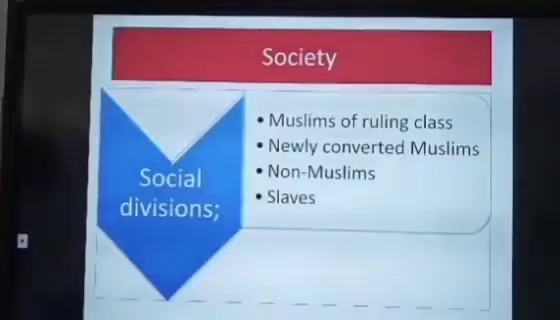 Society
Social
divisions;
• Muslims of ruling class
• Newly converted Muslims
• Non-Muslims
• Slaves